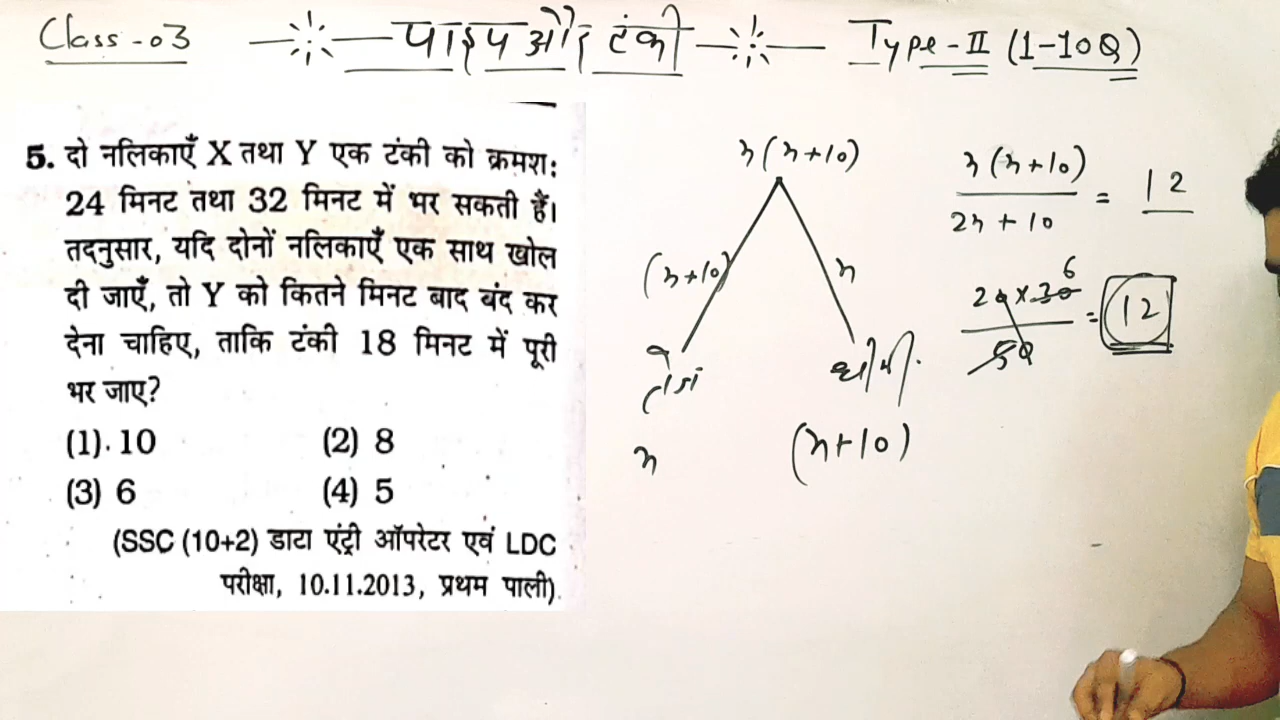 Class-03
पाइप और टंकी
Type-II (1-10Q)
5. दो नलिकाएँ X तथा Y एक टंकी को क्रमशः
24 मिनट तथा 32 मिनट में भर सकती हैं।
तदनुसार, यदि दोनों नलिकाएँ एक साथ खोल
दी जाएँ, तो Y को कितने मिनट बाद बंद कर
देना चाहिए, ताकि टंकी 18 मिनट में पूरी
भर जाए?
(1). 10 (2) 8
(3) 6 (4) 5
(SSC (10+2) डाटा एंट्री ऑपरेटर एवं LDC
परीक्षा, 10.11.2013, प्रथम पाली)
x(x+10)
(x+10) x
x (x+10)
x(x+10)
2x+10 = 12
6
20×30
50 = 12